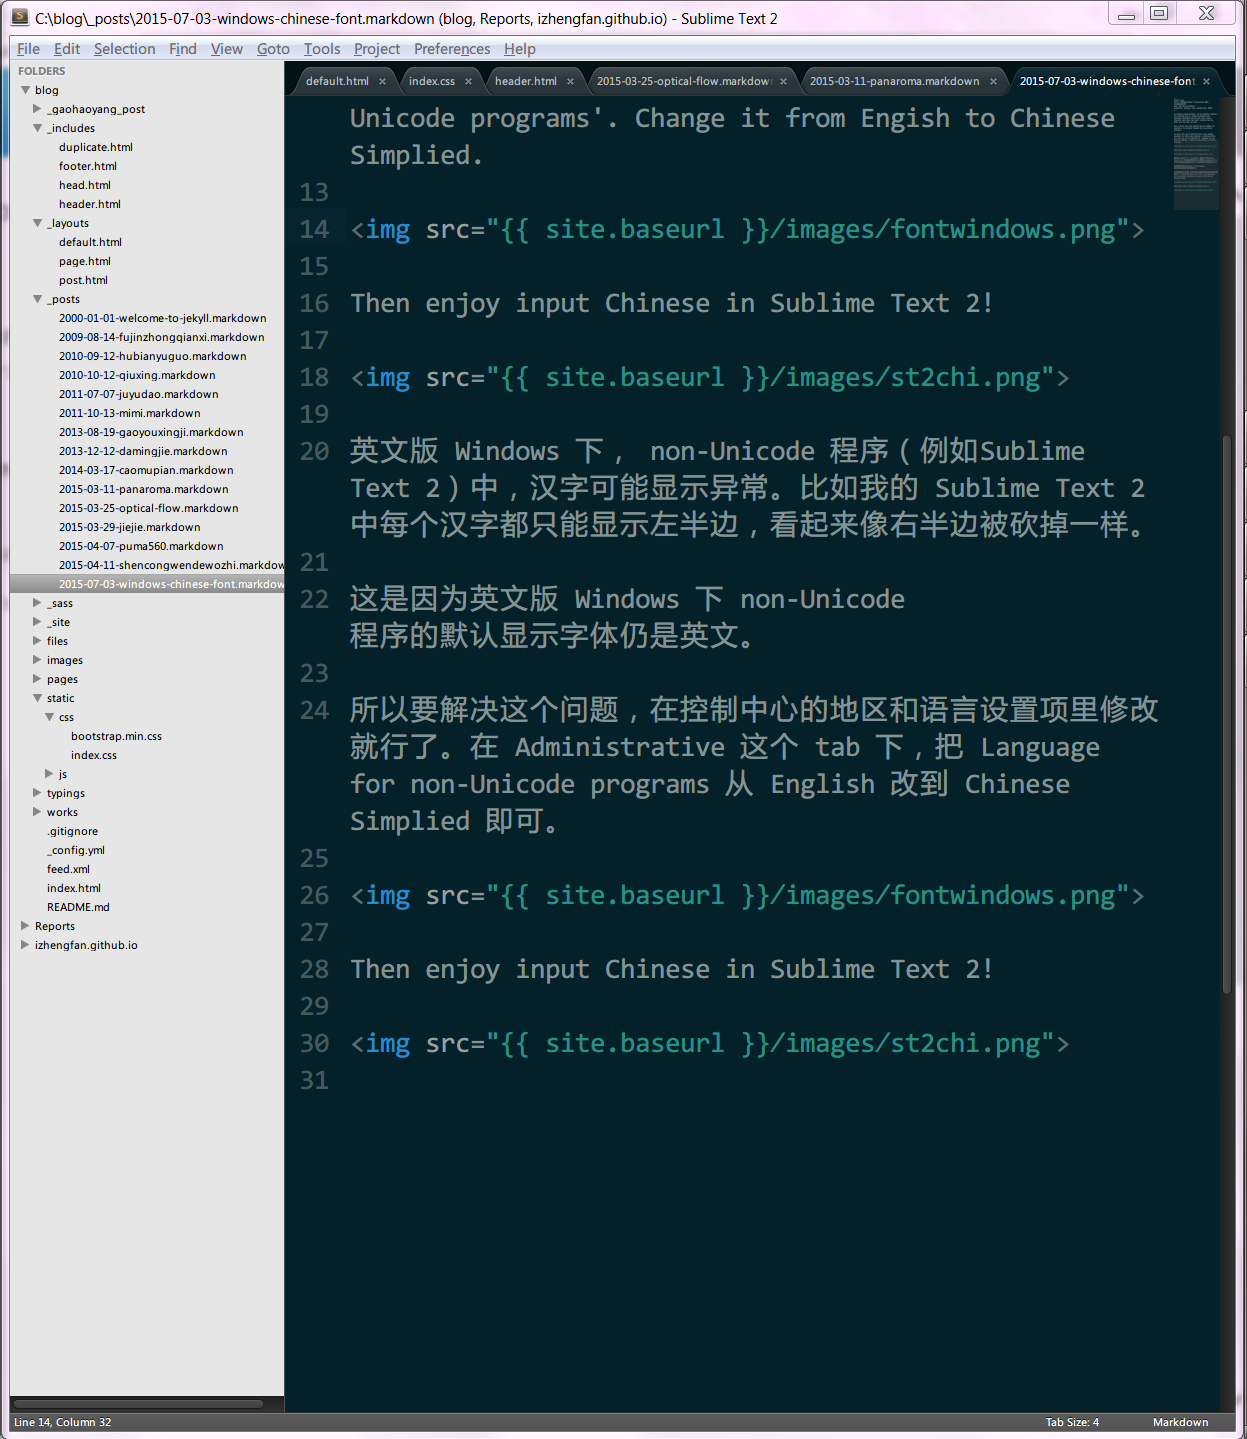 C:\blog\_posts\2015-07-03-windows-chinese-font.markdown (blog, Reports, izhengfan.github.io) - Sublime Text 2
File Edit Selection Find View Goto Tools Project Preferences Help
FOLDERS
blog
_gaohaoyang_post
_includes
duplicate.html
footer.html
head.html
header.html
_layouts
default.html
page.html
post.html
_posts
2000-01-01-welcome-to-jekyll.markdown
2009-08-14-fujinzhongqianxi.markdown
2010-09-12-hubianyuguo.markdown
2010-10-12-qiuxing.markdown
2011-07-07-juyudao.markdown
2011-10-13-mimi.markdown
2013-08-19-gaoyouxingji.markdown
2013-12-12-damingjie.markdown
2014-03-17-caomupian.markdown
2015-03-11-panaroma.markdown
2015-03-25-optical-flow.markdown
2015-03-29-jiejie.markdown
2015-04-07-puma560.markdown
2015-04-11-shencongwendewozhi.markdow
2015-07-03-windows-chinese-font.markdow
_sass
_site
files
images
pages
static
css
bootstrap.min.css
index.css
js
typings
works
.gitignore
_config.yml
feed.xml
index.html
README.md
Reports
izhengfan.github.io
default.html × index.css × header.html × 2015-03-25-optical-flow.markdow × 2015-03-11-panaroma.markdown × 2015-07-03-windows-chinese-font ×
Unicode programs'. Change it from Engish to Chinese
Simplied.
13
14 <img src="{{ site.baseurl }}/images/fontwindows.png">
15
16 Then enjoy input Chinese in Sublime Text 2!
17
18 <img src="{{ site.baseurl }}/images/st2chi.png">
19
20 英文版 Windows 下， non-Unicode 程序（例如Sublime
Text 2）中，汉字可能显示异常。比如我的 Sublime Text 2
中每个汉字都只能显示左半边，看起来像右半边被砍掉一样。
21
22 这是因为英文版 Windows 下 non-Unicode
程序的默认显示字体仍是英文。
23
24 所以要解决这个问题，在控制中心的地区和语言设置项里修改
就行了。在 Administrative 这个 tab 下，把 Language
for non-Unicode programs 从 English 改到 Chinese
Simplied 即可。
25
26 <img src="{{ site.baseurl }}/images/fontwindows.png">
27
28 Then enjoy input Chinese in Sublime Text 2!
29
30 <img src="{{ site.baseurl }}/images/st2chi.png">
31
Line 14, Column 32 Tab Size: 4 Markdown